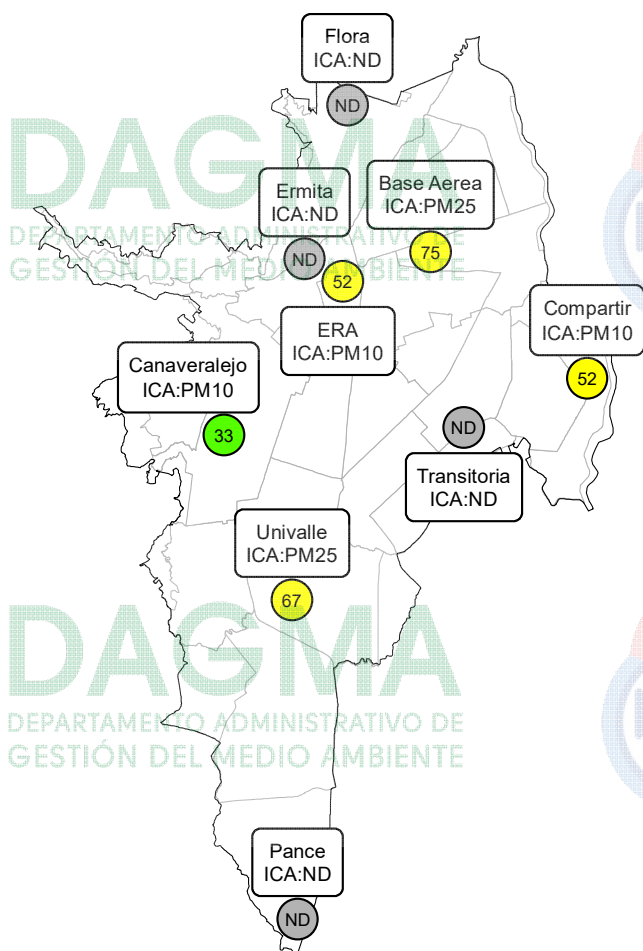 Flora
ICA:ND
ND
DAGMA
DEPARTAMENTO ADMINISTRATIVO DE
GESTIÓN DEL MEDIO AMBIENTE
Ermita
ICA:ND
ND
Base Aerea
ICA:PM25
75
52
ERA
ICA:PM10
Compartir
ICA:PM10
52
Canaveralejo
ICA:PM10
33
ND
Transitoria
ICA:ND
Univalle
ICA:PM25
67
DAGMA
DEPARTAMENTO ADMINISTRATIVO DE
GESTIÓN DEL MEDIO AMBIENTE
Pance
ICA:ND
ND